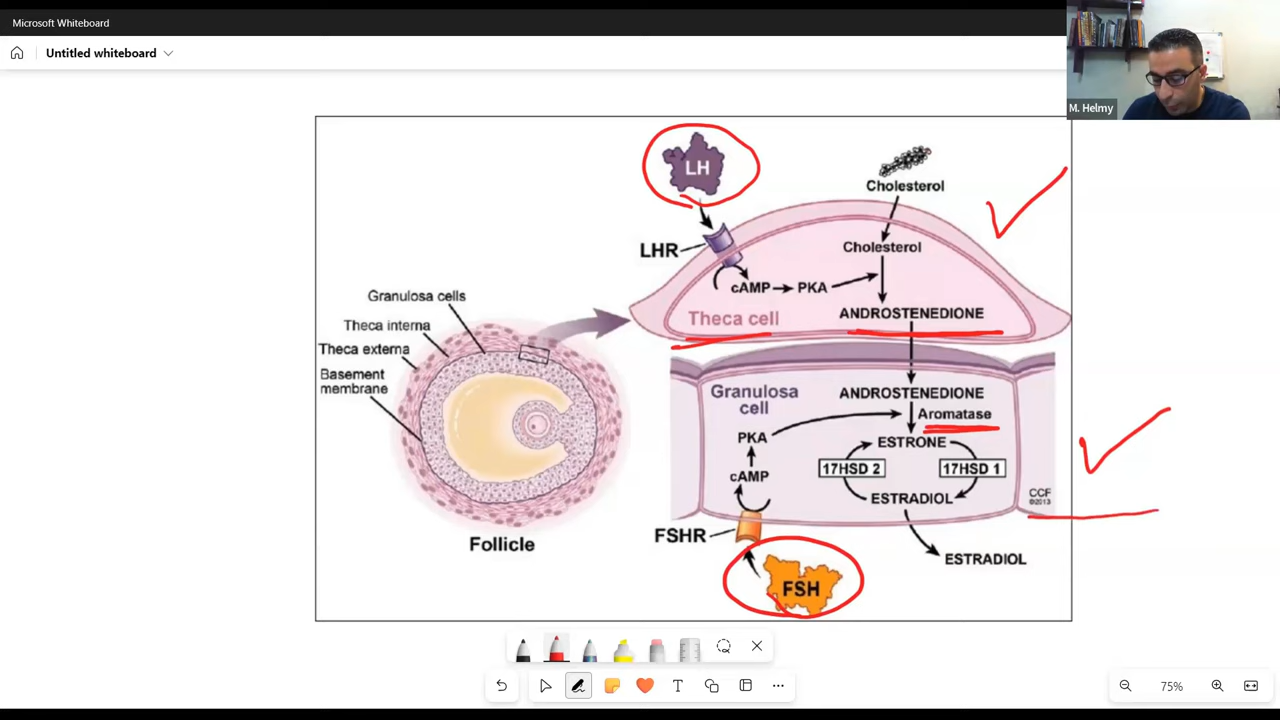 Microsoft Whiteboard
Untitled whiteboard
M. Helmy
LH
Cholesterol
LHR
Cholesterol
cAMP
PKA
Theca cell
ANDROSTENEDIONE
Granulosa cells
Theca interna
Theca externa
Basement
membrane
Follicle
Granulosa
cell
ANDROSTENEDIONE
Aromatase
PKA
ESTRONE
17HSD 2
17HSD 1
cAMP
ESTRADIOL
CCF
©2013
FSHR
ESTRADIOL
FSH
75%